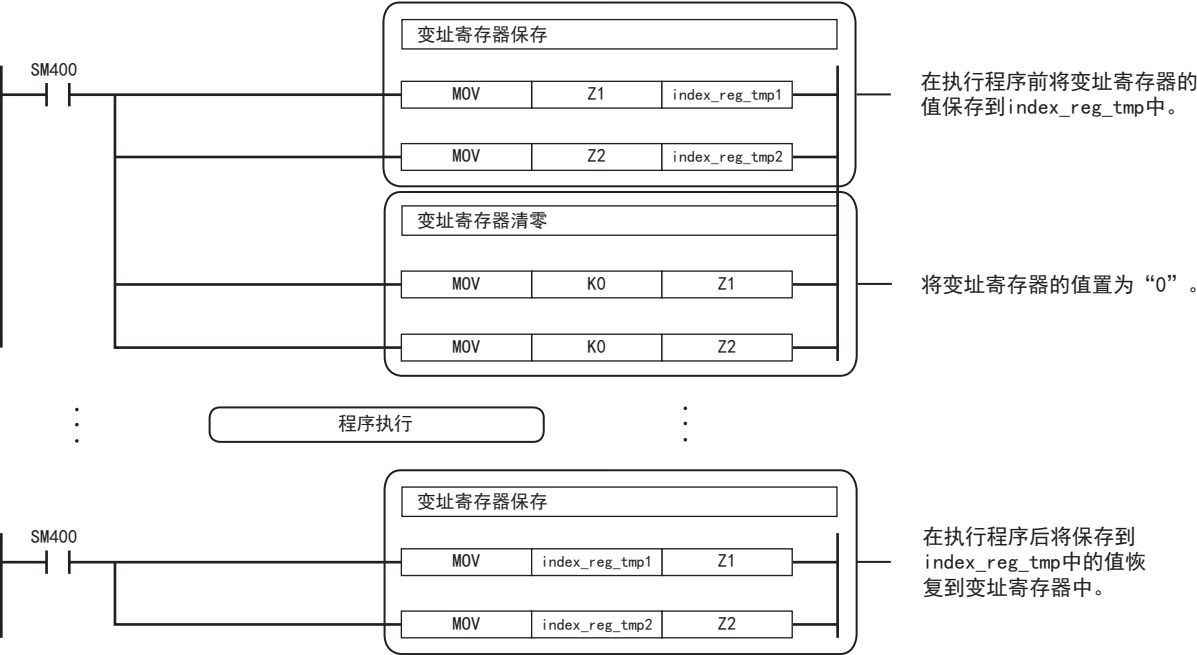 变址寄存器保存
SM400
MOV Z1 index_reg_tmp1
在执行程序前将变址寄存器的
值保存到index_reg_tmp中。
MOV Z2 index_reg_tmp2
变址寄存器清零
MOV K0 Z1
将变址寄存器的值置为“0”。
MOV K0 Z2
程序执行
变址寄存器保存
SM400
MOV index_reg_tmp1 Z1
在执行程序后将保存到
index_reg_tmp中的值恢
复到变址寄存器中。
MOV index_reg_tmp2 Z2